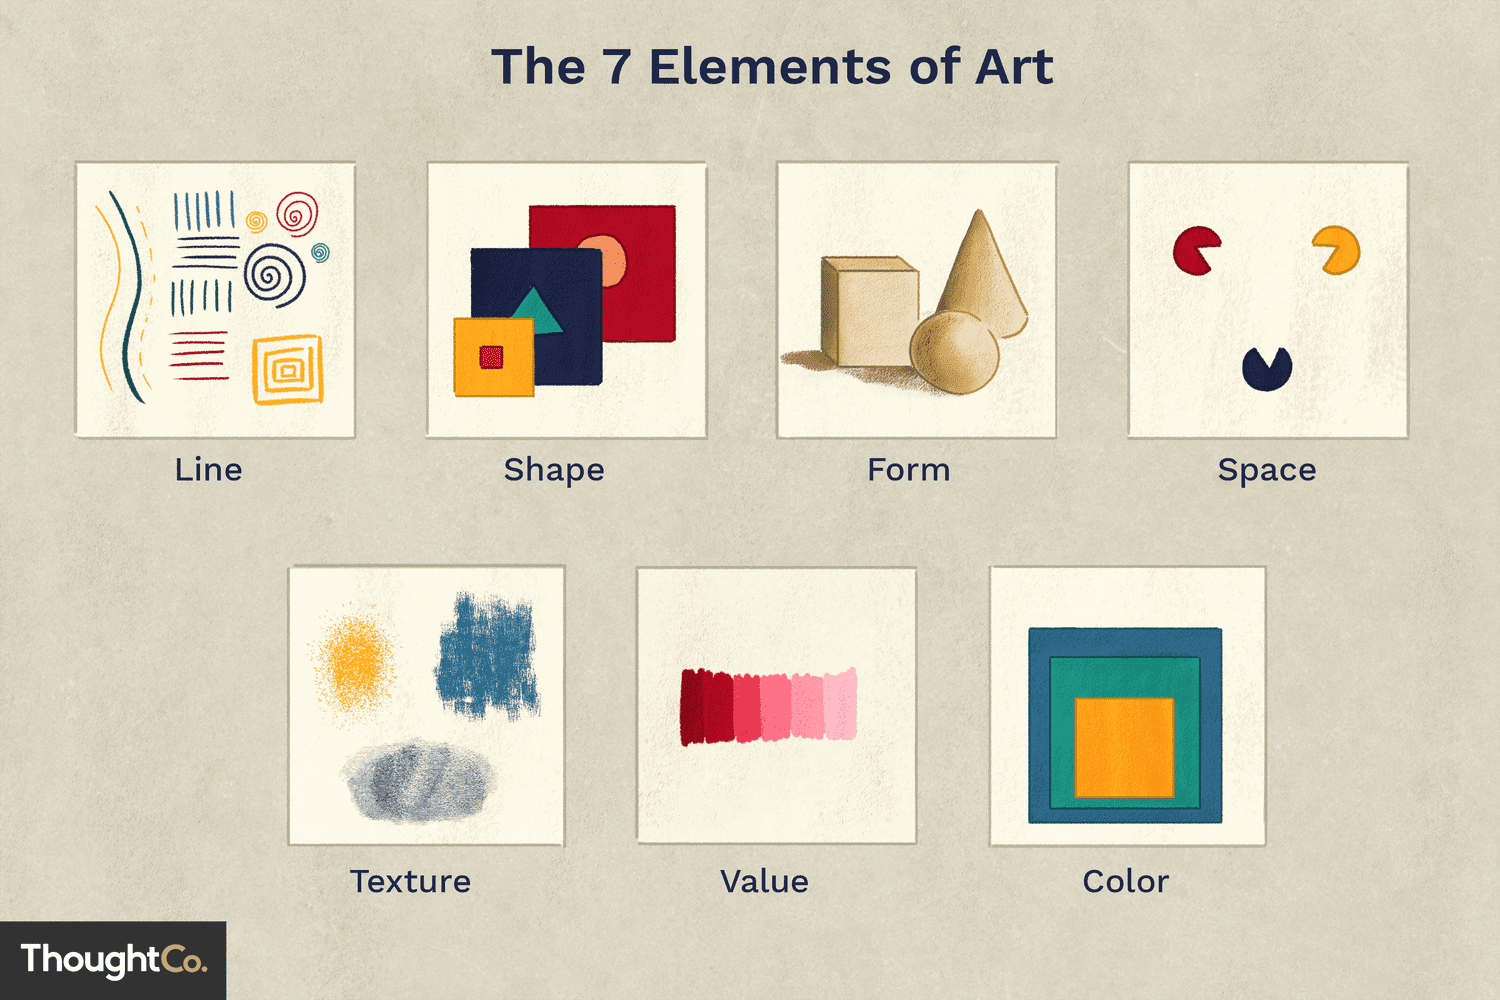 The 7 Elements of Art
Line
Shape
Form
Space
Texture
Value
Color
ThoughtCo.